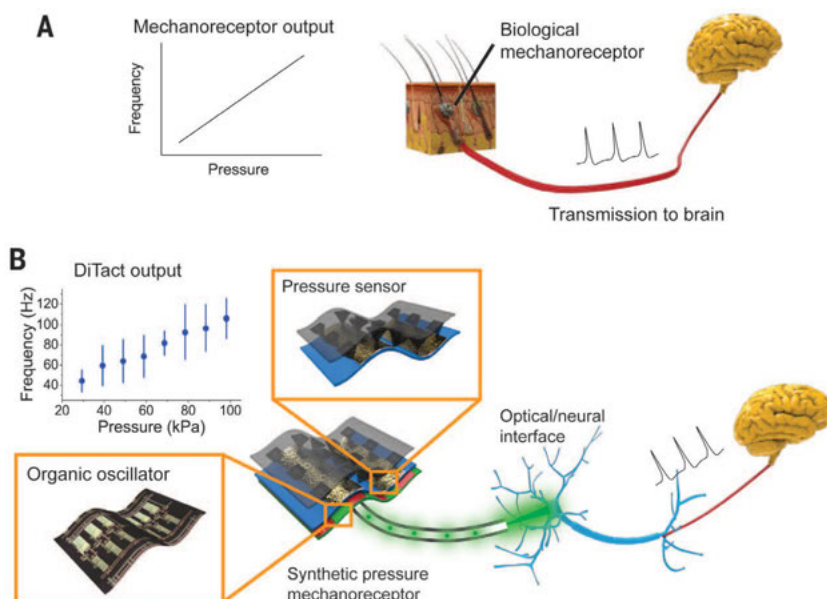 A
Mechanoreceptor output
Frequency
Pressure
Biological
mechanoreceptor
Transmission to brain
B
DiTact output
Frequency (Hz)
120
100
80
60
40
20 40 60 80 100
Pressure (kPa)
Pressure sensor
Organic oscillator
Synthetic pressure
mechanoreceptor
Optical/neural
interface